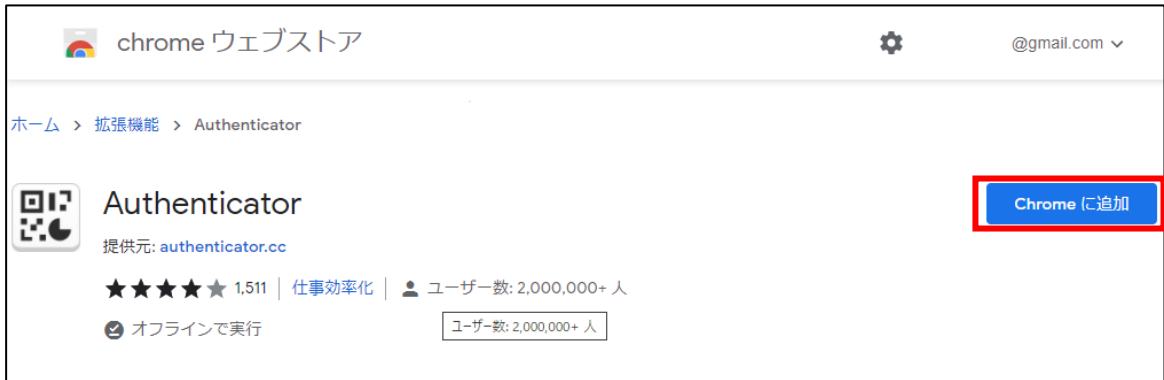 chrome ウェブストア
@gmail.com
ホーム > 拡張機能 > Authenticator
Authenticator
Chrome に追加
提供元: authenticator.cc
1,511 | 仕事効率化 | ユーザー数: 2,000,000+ 人
オフラインで実行
ユーザー数: 2,000,000+ 人